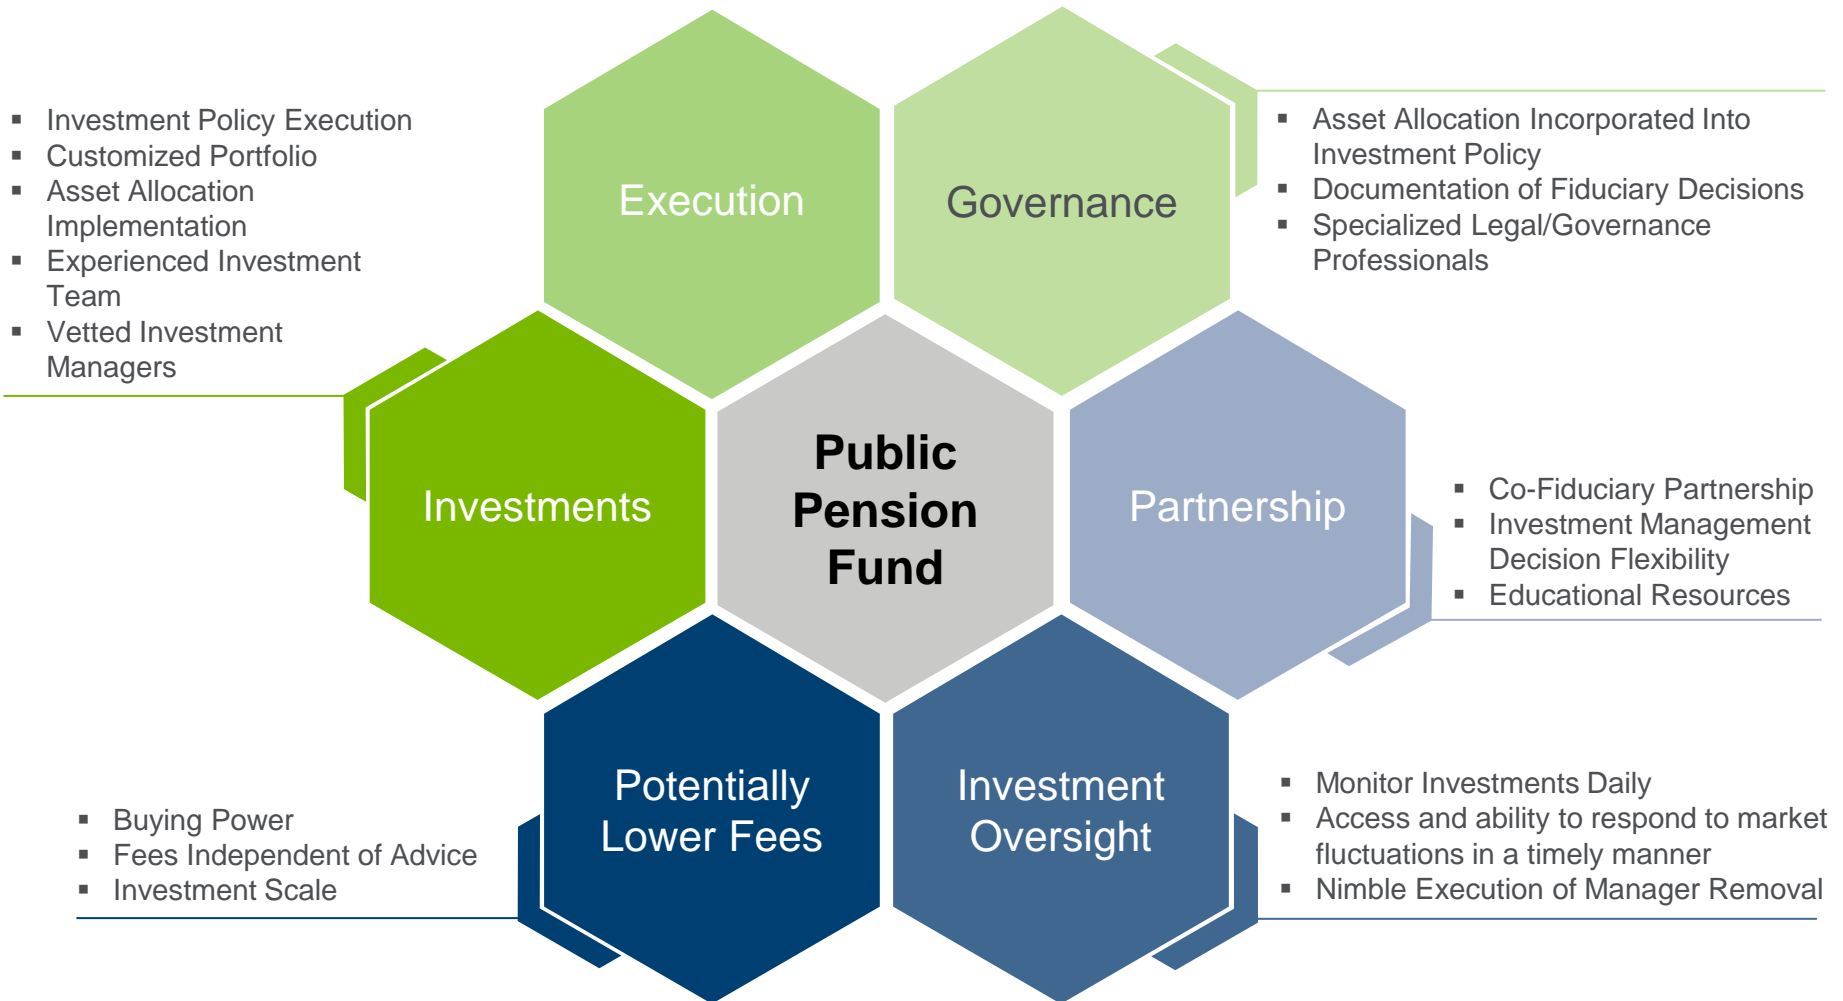 ▪ Investment Policy Execution
▪ Customized Portfolio
▪ Asset Allocation
Implementation
▪ Experienced Investment
Team
▪ Vetted Investment
Managers
Execution
Governance
▪ Asset Allocation Incorporated Into
Investment Policy
▪ Documentation of Fiduciary Decisions
▪ Specialized Legal/Governance
Professionals
Investments
Public
Pension
Fund
Partnership
▪ Co-Fiduciary Partnership
▪ Investment Management
Decision Flexibility
▪ Educational Resources
▪ Buying Power
▪ Fees Independent of Advice
▪ Investment Scale
Potentially
Lower Fees
Investment
Oversight
▪ Monitor Investments Daily
▪ Access and ability to respond to market
fluctuations in a timely manner
▪ Nimble Execution of Manager Removal